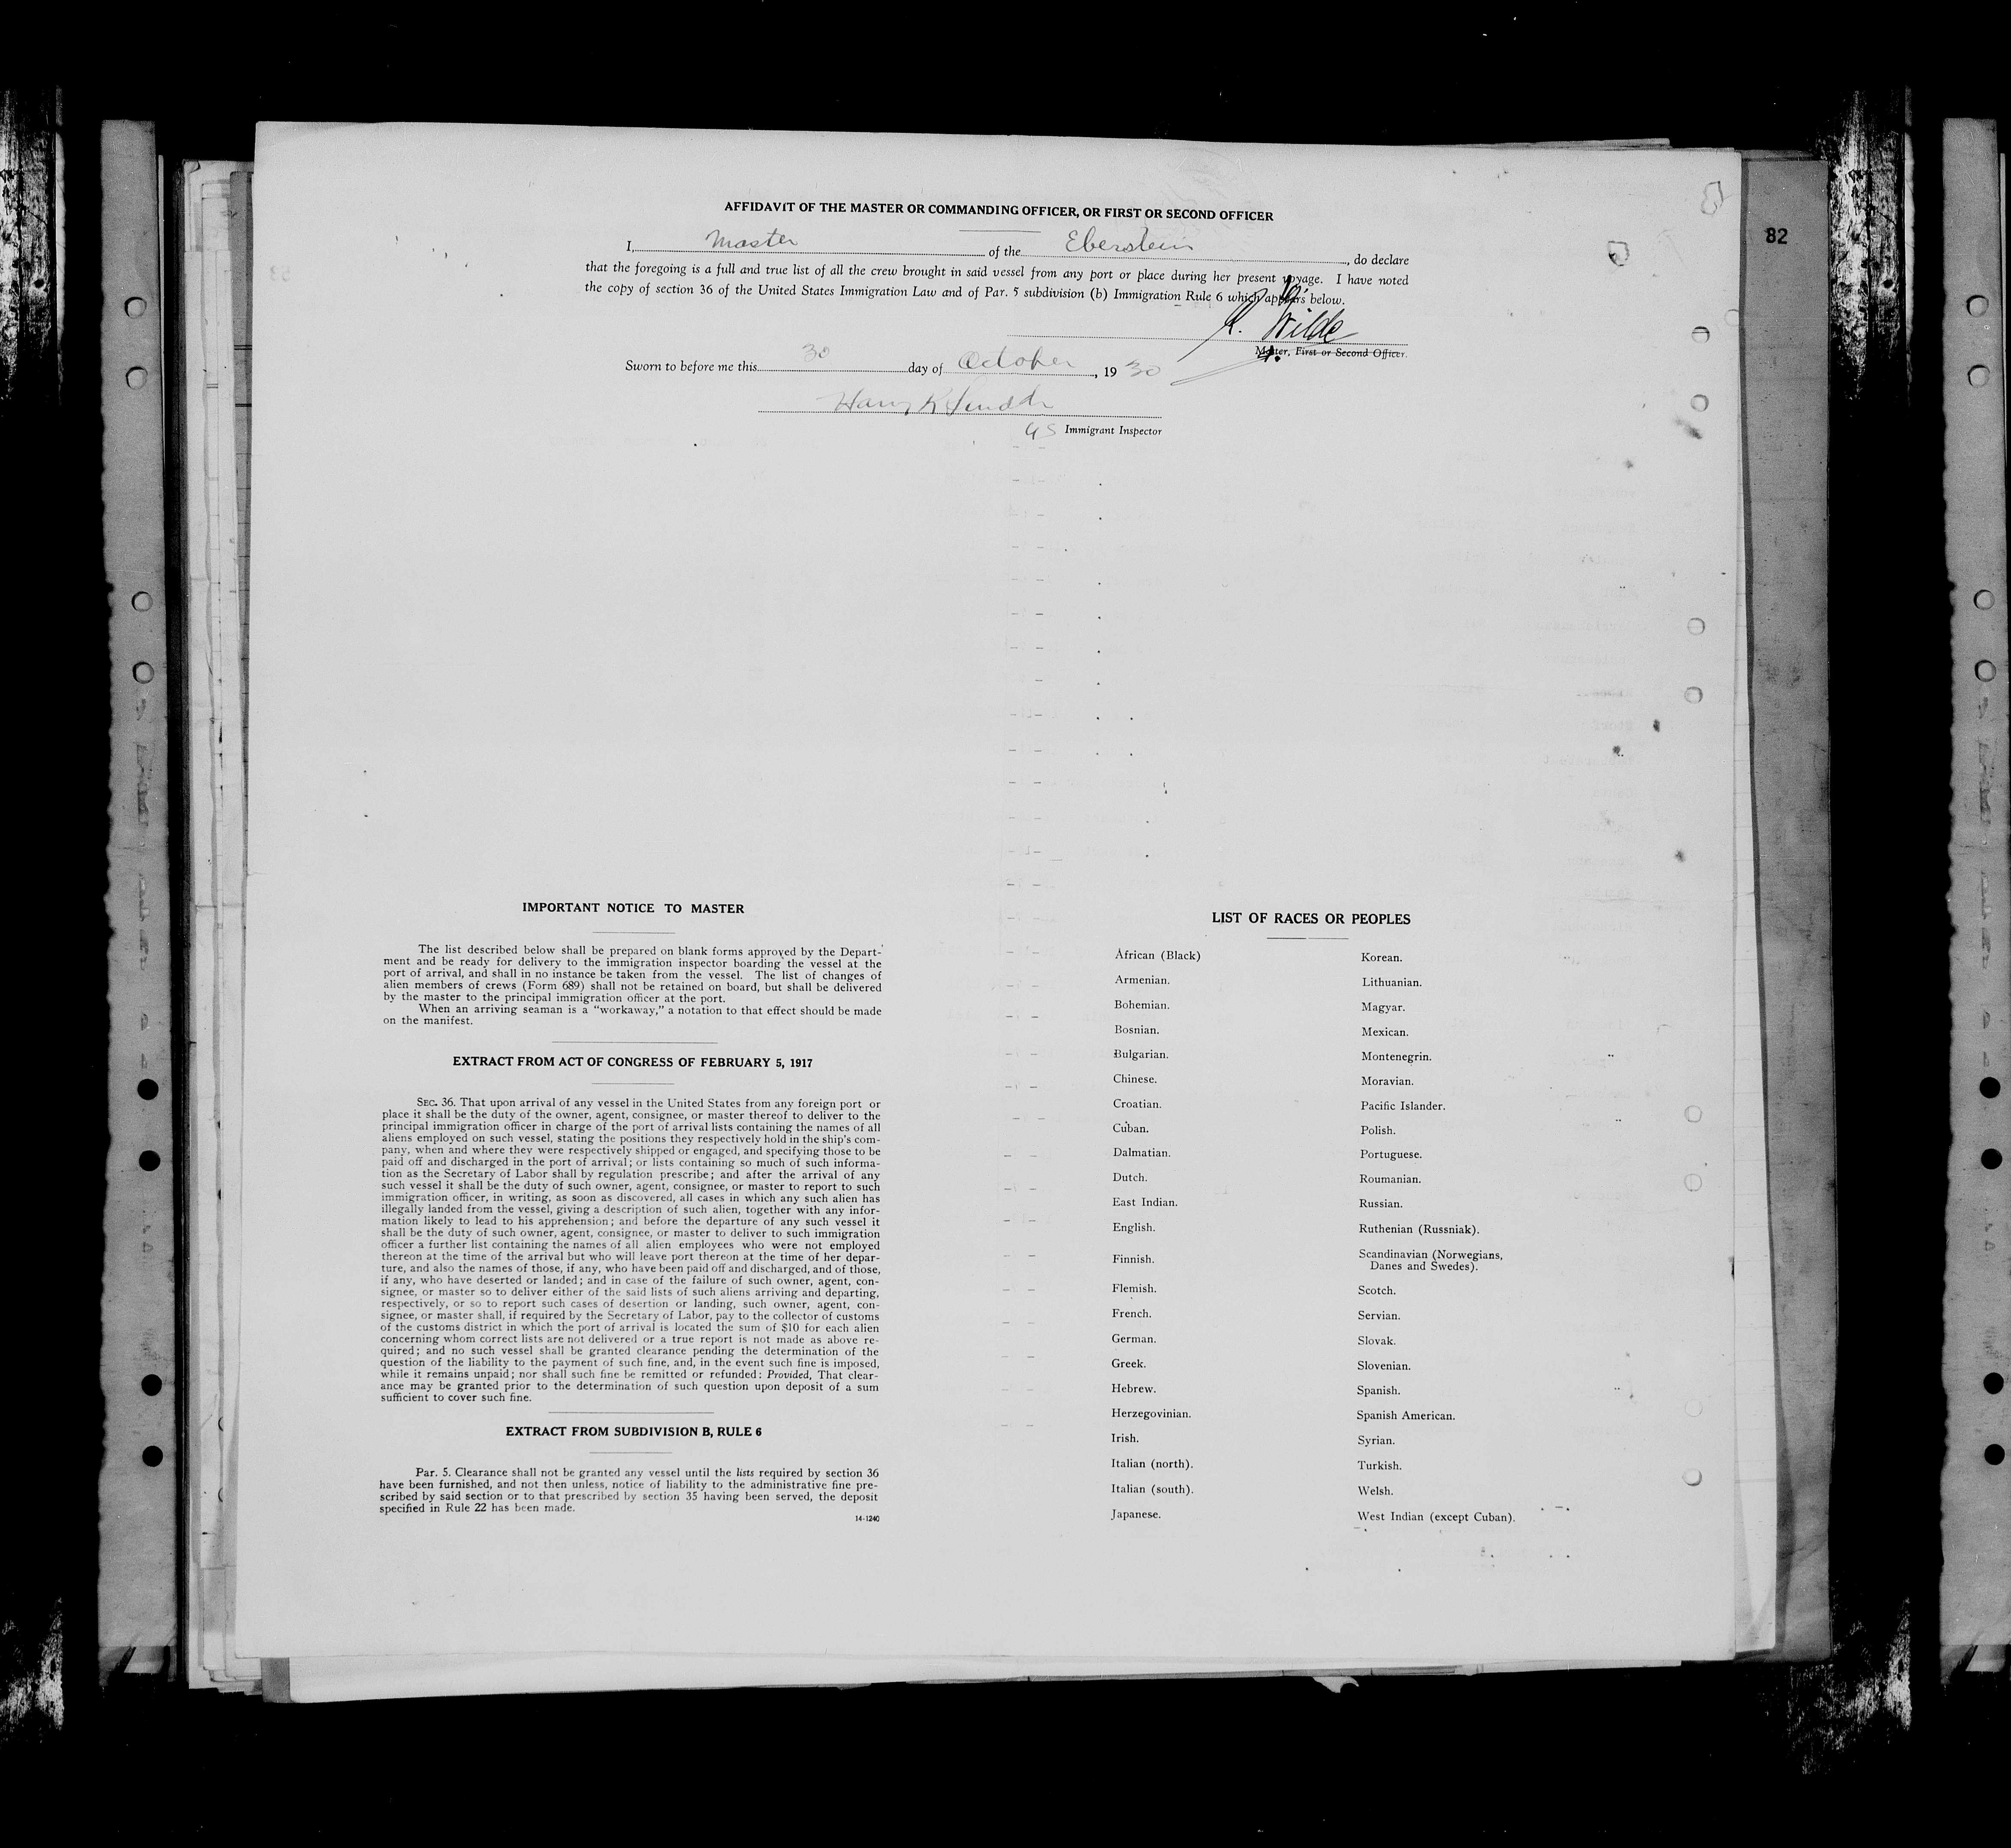 82
AFFIDAVIT OF THE MASTER OR COMMANDING OFFICER, OR FIRST OR SECOND OFFICER
I, Master of the Eberstein, do declare
that the foregoing is a full and true list of all the crew brought in said vessel from any port or place during her present voyage. I have noted
the copy of section 36 of the United States Immigration Law and of Par. 5 subdivision (b) Immigration Rule 6 which appears below.
K. Wilde
Master, First or Second Officer.
Sworn to before me this 30 day of October, 1930
Harry K
US Immigrant Inspector
IMPORTANT NOTICE TO MASTER
The list described below shall be prepared on blank forms approved by the Depart-
ment and be ready for delivery to the immigration inspector boarding the vessel at the
port of arrival, and shall in no instance be taken from the vessel. The list of changes of
alien members of crews (Form 689) shall not be retained on board, but shall be delivered
by the master to the principal immigration officer at the port.
When an arriving seaman is a "workaway," a notation to that effect should be made
on the manifest.
EXTRACT FROM ACT OF CONGRESS OF FEBRUARY 5, 1917
SEC. 36. That upon arrival of any vessel in the United States from any foreign port or
place it shall be the duty of the owner, agent, consignee, or master thereof to deliver to the
principal immigration officer in charge of the port of arrival lists containing the names of all
aliens employed on such vessel, stating the positions they respectively hold in the ship's com-
pany, when and where they were respectively shipped or engaged, and specifying those to be
paid off and discharged in the port of arrival; or lists containing so much of such informa-
tion as the Secretary of Labor shall by regulation prescribe; and after the arrival of any
such vessel it shall be the duty of such owner, agent, consignee, or master to report to such
immigration officer, in writing, as soon as discovered, all cases in which any such alien has
illegally landed from the vessel, giving a description of such alien, together with any infor-
mation likely to lead to his apprehension; and before the departure of any such vessel it
shall be the duty of such owner, agent, consignee, or master to deliver to such immigration
officer a further list containing the names of all alien employees who were not employed
thereon at the time of the arrival but who will leave port thereon at the time of her depar-
ture, and also the names of those, if any, who have been paid off and discharged, and of those,
if any, who have deserted or landed; and in case of the failure of such owner, agent, con-
signee, or master so to deliver either of the said lists of such aliens arriving and departing,
respectively, or so to report such cases of desertion or landing, such owner, agent, con-
signee, or master shall, if required by the Secretary of Labor, pay to the collector of customs
of the customs district in which the port of arrival is located the sum of $10 for each alien
concerning whom correct lists are not delivered or a true report is not made as above re-
quired; and no such vessel shall be granted clearance pending the determination of the
question of the liability to the payment of such fine, and, in the event such fine is imposed,
while it remains unpaid; nor shall such fine be remitted or refunded: Provided, That clear-
ance may be granted prior to the determination of such question upon deposit of a sum
sufficient to cover such fine.
EXTRACT FROM SUBDIVISION B, RULE 6
Par. 5. Clearance shall not be granted any vessel until the lists required by section 36
have been furnished, and not then unless, notice of liability to the administrative fine pre-
scribed by said section or to that prescribed by section 35 having been served, the deposit
specified in Rule 22 has been made.
14-1240
LIST OF RACES OR PEOPLES
African (Black)
Armenian.
Bohemian.
Bosnian.
Bulgarian.
Chinese.
Croatian.
Cuban.
Dalmatian.
Dutch.
East Indian.
English.
Finnish.
Flemish.
French.
German.
Greek.
Hebrew.
Herzegovinian.
Irish.
Italian (north).
Italian (south).
Japanese.
Korean.
Lithuanian.
Magyar.
Mexican.
Montenegrin.
Moravian.
Pacific Islander.
Polish.
Portuguese.
Roumanian.
Russian.
Ruthenian (Russniak).
Scandinavian (Norwegians,
Danes and Swedes).
Scotch.
Servian.
Slovak.
Slovenian.
Spanish.
Spanish American.
Syrian.
Turkish.
Welsh.
West Indian (except Cuban).